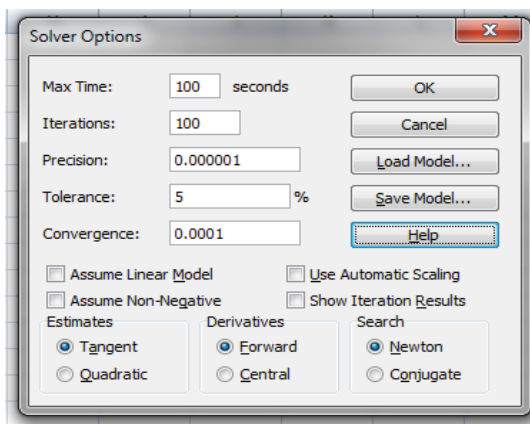 Solver Options
Max Time: 100 seconds OK
Iterations: 100 Cancel
Precision: 0.000001 Load Model...
Tolerance: 5 % Save Model...
Convergence: 0.0001 Help
Assume Linear Model Use Automatic Scaling
Assume Non-Negative Show Iteration Results
Estimates Derivatives Search
Tangent Forward Newton
Quadratic Central Conjugate